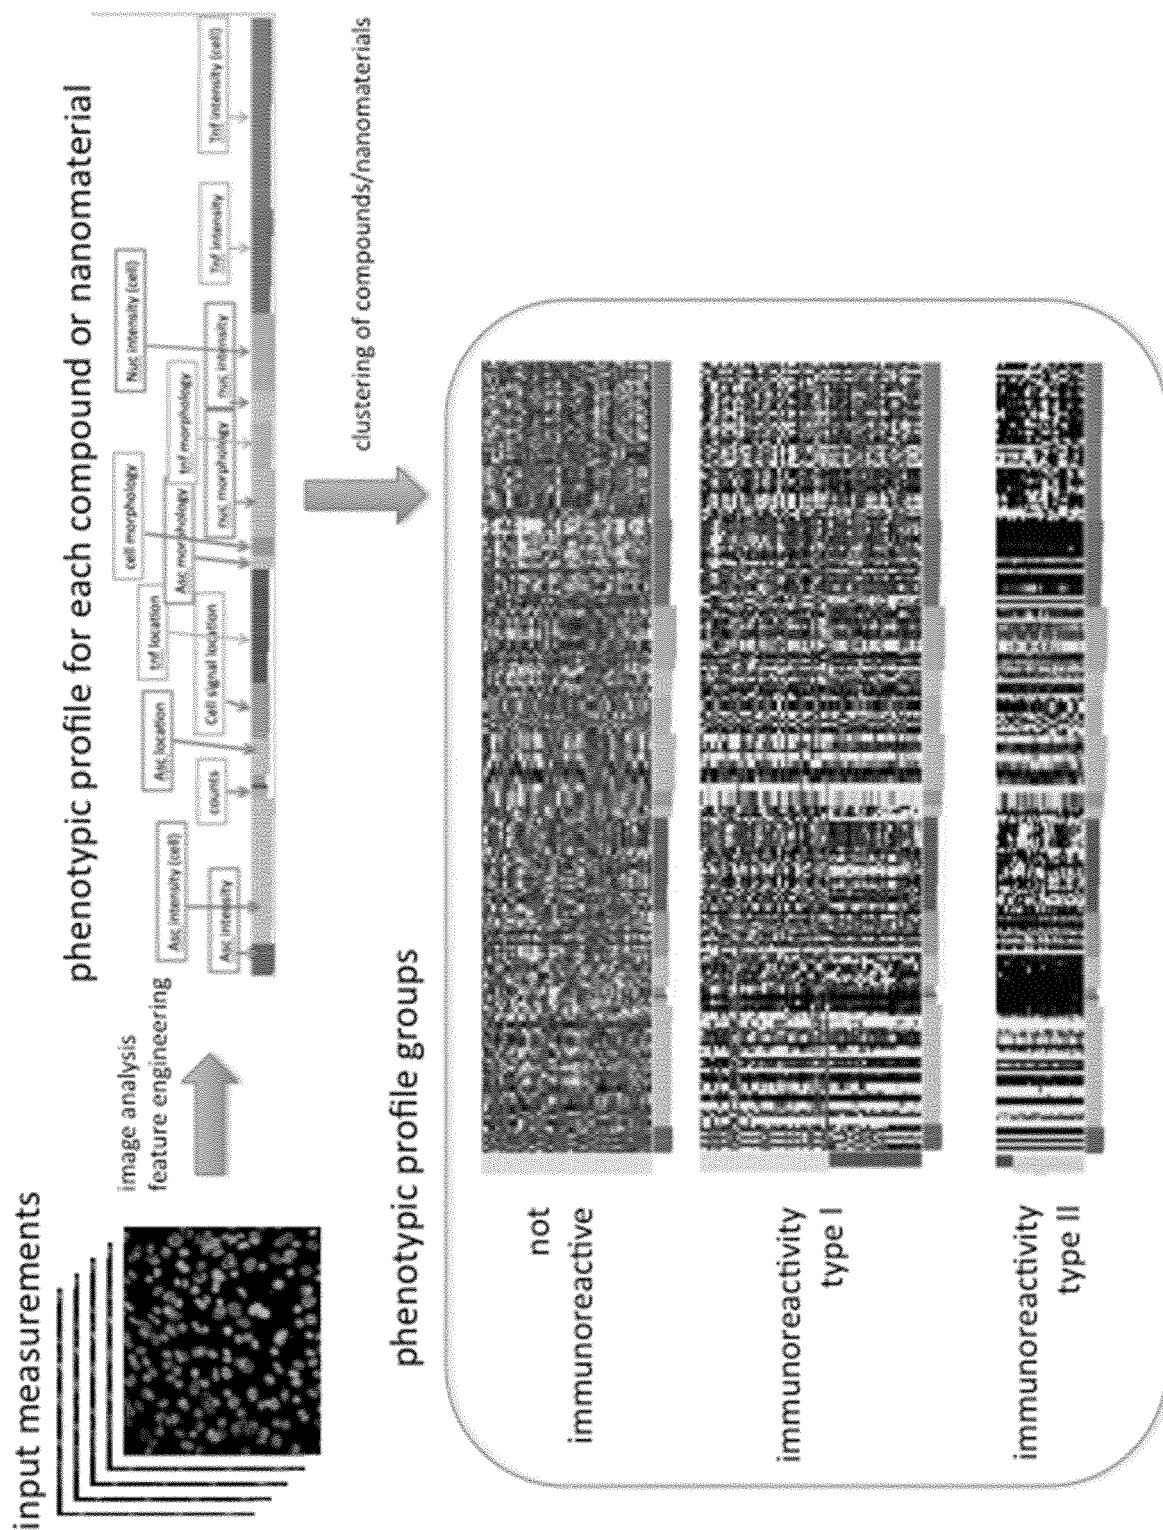 input measurements
image analysis
feature engineering
phenotypic profile for each compound or nanomaterial
Asc intensity (cell)
Asc intensity
counts
Asc location
Cell signal location
tnf location
Asc morphology
cell morphology
nuc morphology
tnf morphology
nuc intensity
Nuc intensity (cell)
Tnf intensity
Tnf intensity (cell)
clustering of compounds/nanomaterials
phenotypic profile groups
not
immunoreactive
immunoreactivity
type I
immunoreactivity
type II